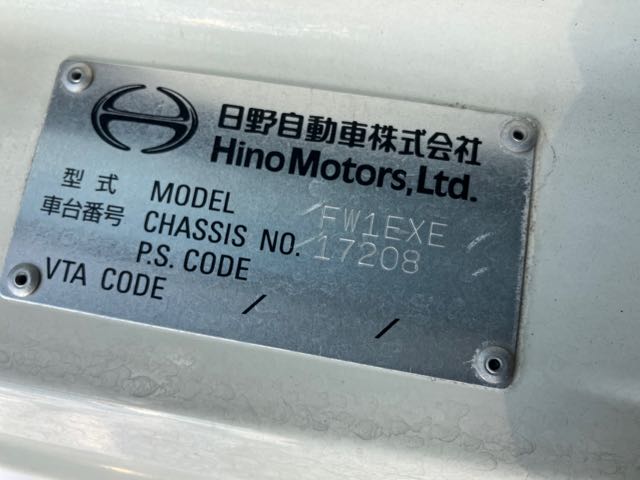 日野自動車株式会社
Hino Motors, Ltd.
型式 MODEL FW1EXE
車台番号 CHASSIS NO. 17208
P.S. CODE
VTA CODE / /